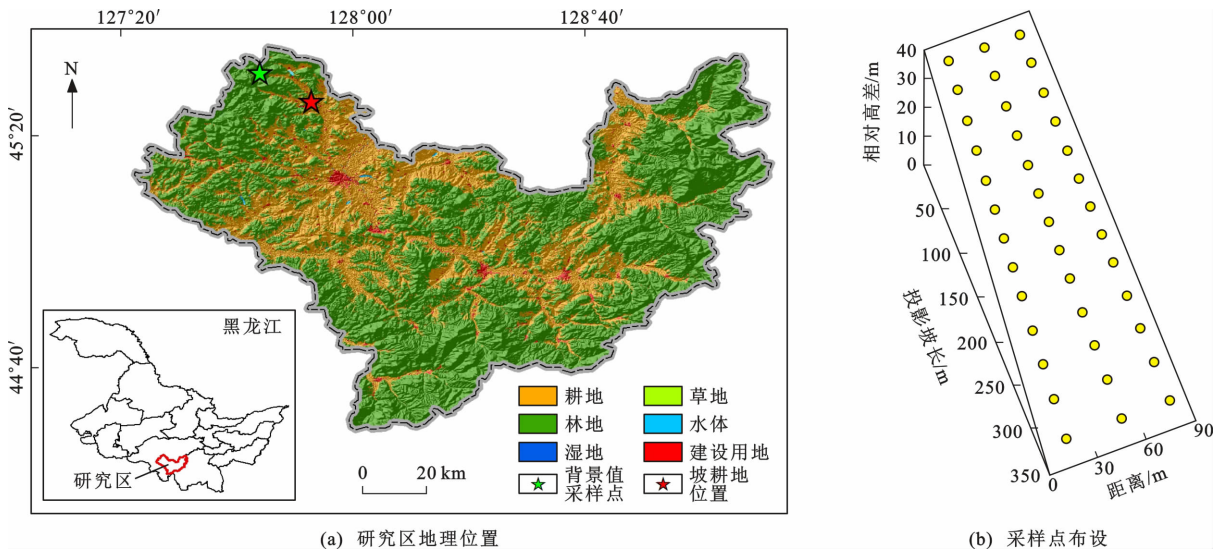 127°20′ 128°00′ 128°40′
N
45°20′
44°40′
黑龙江
研究区
耕地 草地
林地 水体
湿地 建设用地
背景值采样点 坡耕地位置
0 20 km
(a) 研究区地理位置
相对高差/m
40
30
20
10
0
投影坡长/m
50
100
150
200
250
300
350
0 30 60 90
距离/m
(b) 采样点布设